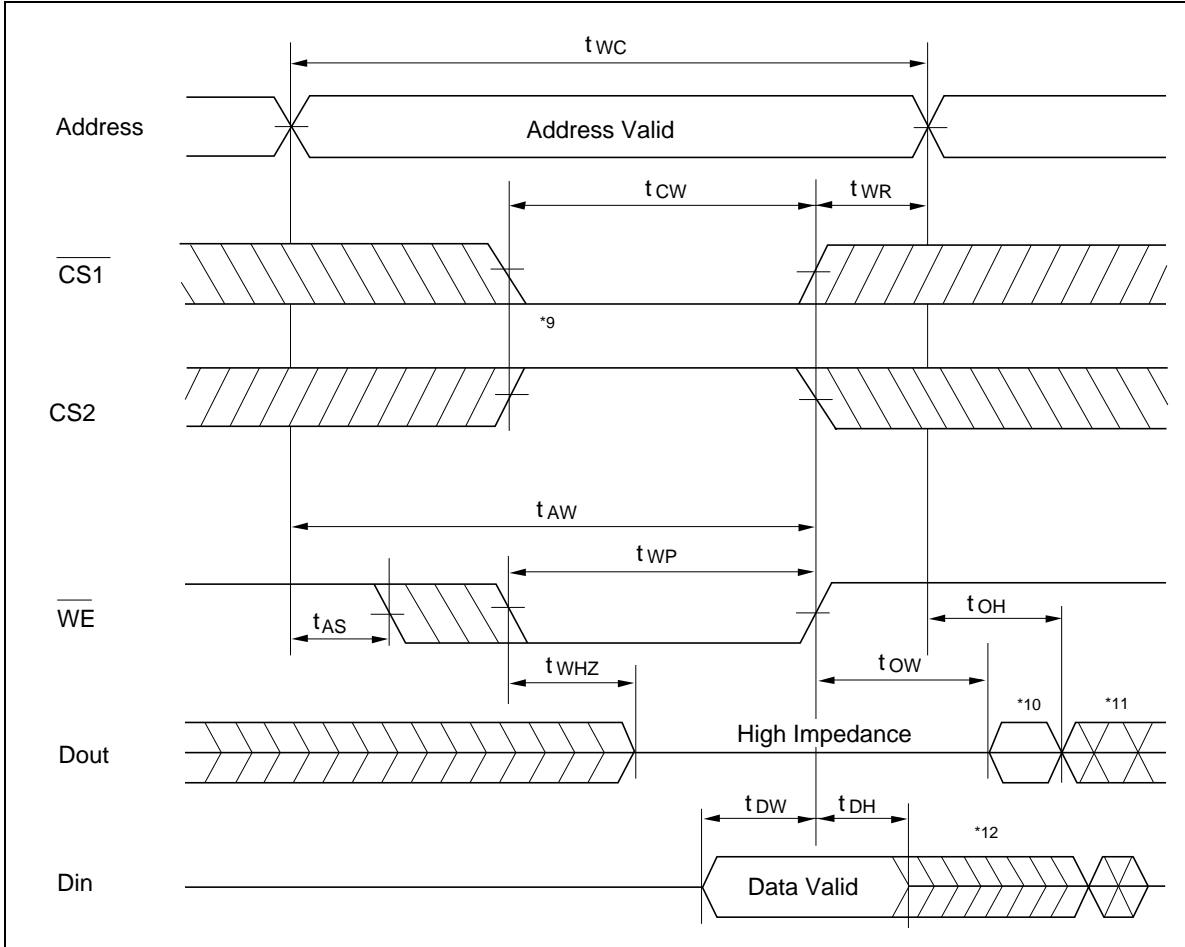 t WC
Address
Address Valid
t CW
t WR
CS1
*9
CS2
t AW
t WP
WE
t AS
t OH
t WHZ
t OW
*10
*11
Dout
High Impedance
t DW
t DH
*12
Din
Data Valid